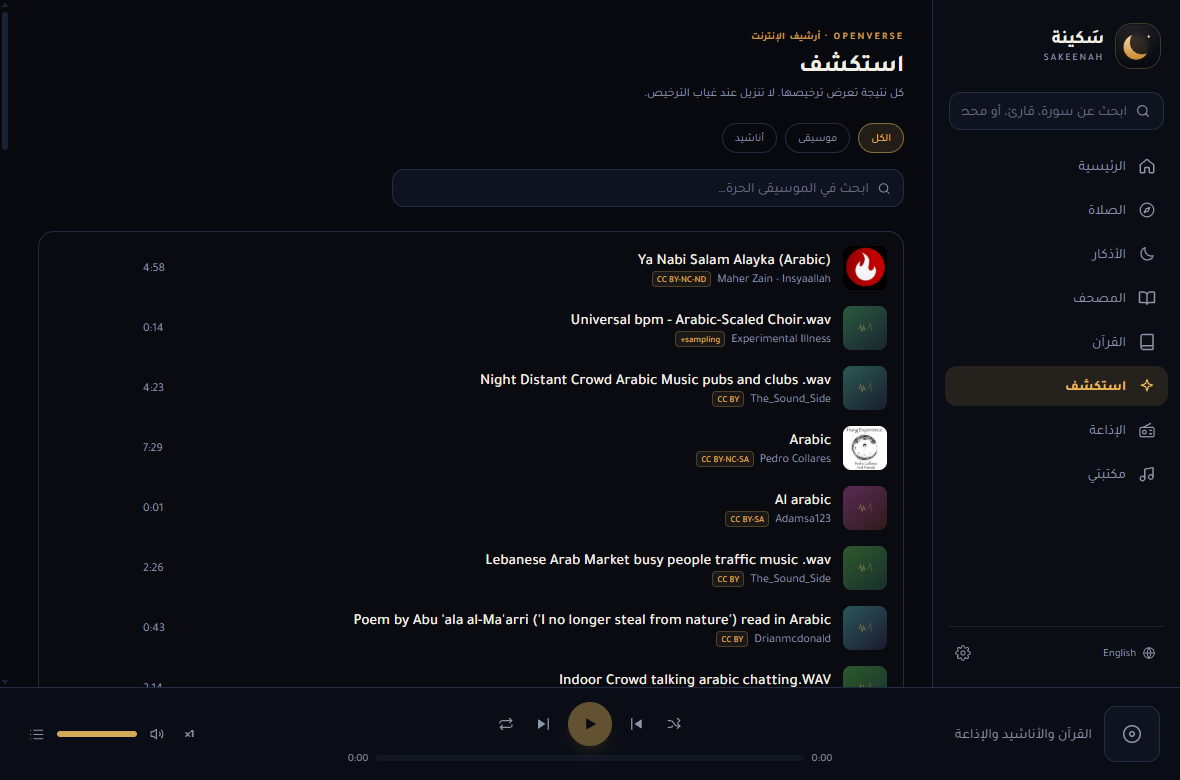 سَكينة
SAKEENAH
ابحث عن سورة، قارئ، أو محد
الرئيسية
الصلاة
الأذكار
المصحف
القرآن
استكشف
الإذاعة
مكتبتي
English
OPENVERSE · أرشيف الإنترنت
استكشف
كل نتيجة تعرض ترخيصها. لا تنزيل عند غياب الترخيص.
الكل
موسيقى
أناشيد
ابحث في الموسيقى الحرة...
Ya Nabi Salam Alayka (Arabic)
Maher Zain - Insyaallah CC BY-NC-ND
4:58
Universal bpm - Arabic-Scaled Choir.wav
Experimental Illness sampling+
0:14
Night Distant Crowd Arabic Music pubs and clubs .wav
The_Sound_Side CC BY
4:23
Arabic
Pedro Collares CC BY-NC-SA
7:29
Al arabic
Adamsa123 CC BY-SA
0:01
Lebanese Arab Market busy people traffic music .wav
The_Sound_Side CC BY
2:26
Poem by Abu 'ala al-Ma'arri ('I no longer steal from nature') read in Arabic
Drianmcdonald CC BY
0:43
Indoor Crowd talking arabic chatting.WAV
القرآن والأناشيد والإذاعة
0:00
0:00
x1